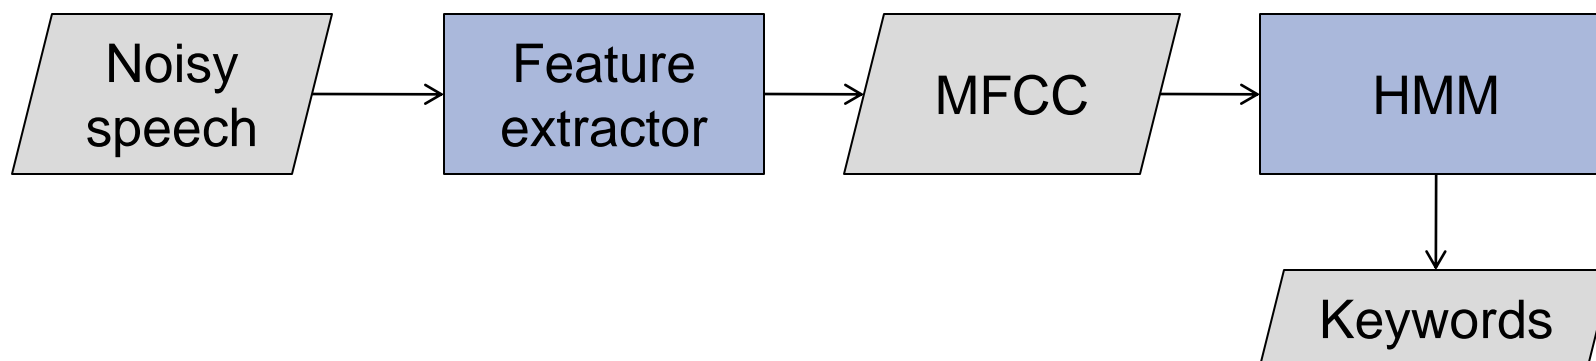 Noisy
speech
Feature
extractor
MFCC
HMM
Keywords